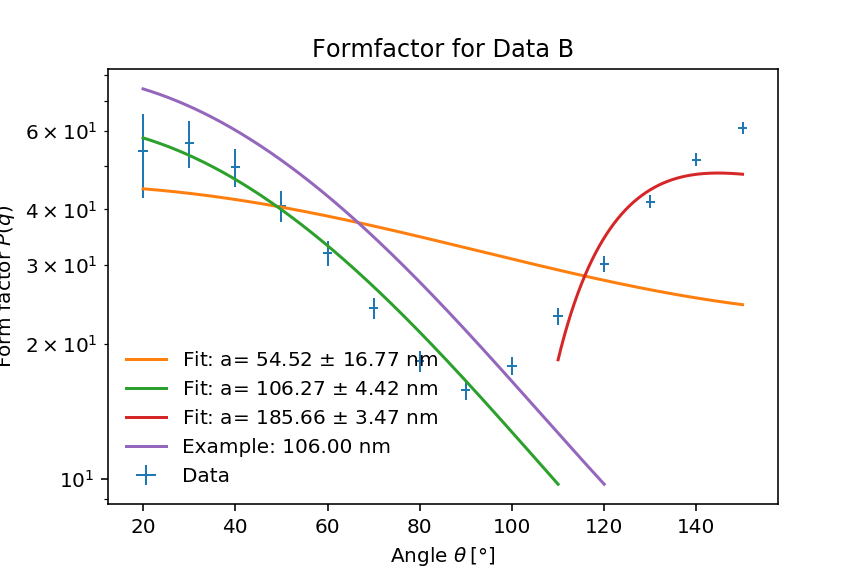 Formfactor for Data B
Form factor P(q)
6 × 10¹
4 × 10¹
3 × 10¹
2 × 10¹
10¹
Fit: a= 54.52 ± 16.77 nm
Fit: a= 106.27 ± 4.42 nm
Fit: a= 185.66 ± 3.47 nm
Example: 106.00 nm
Data
20 40 60 80 100 120 140
Angle θ [°]